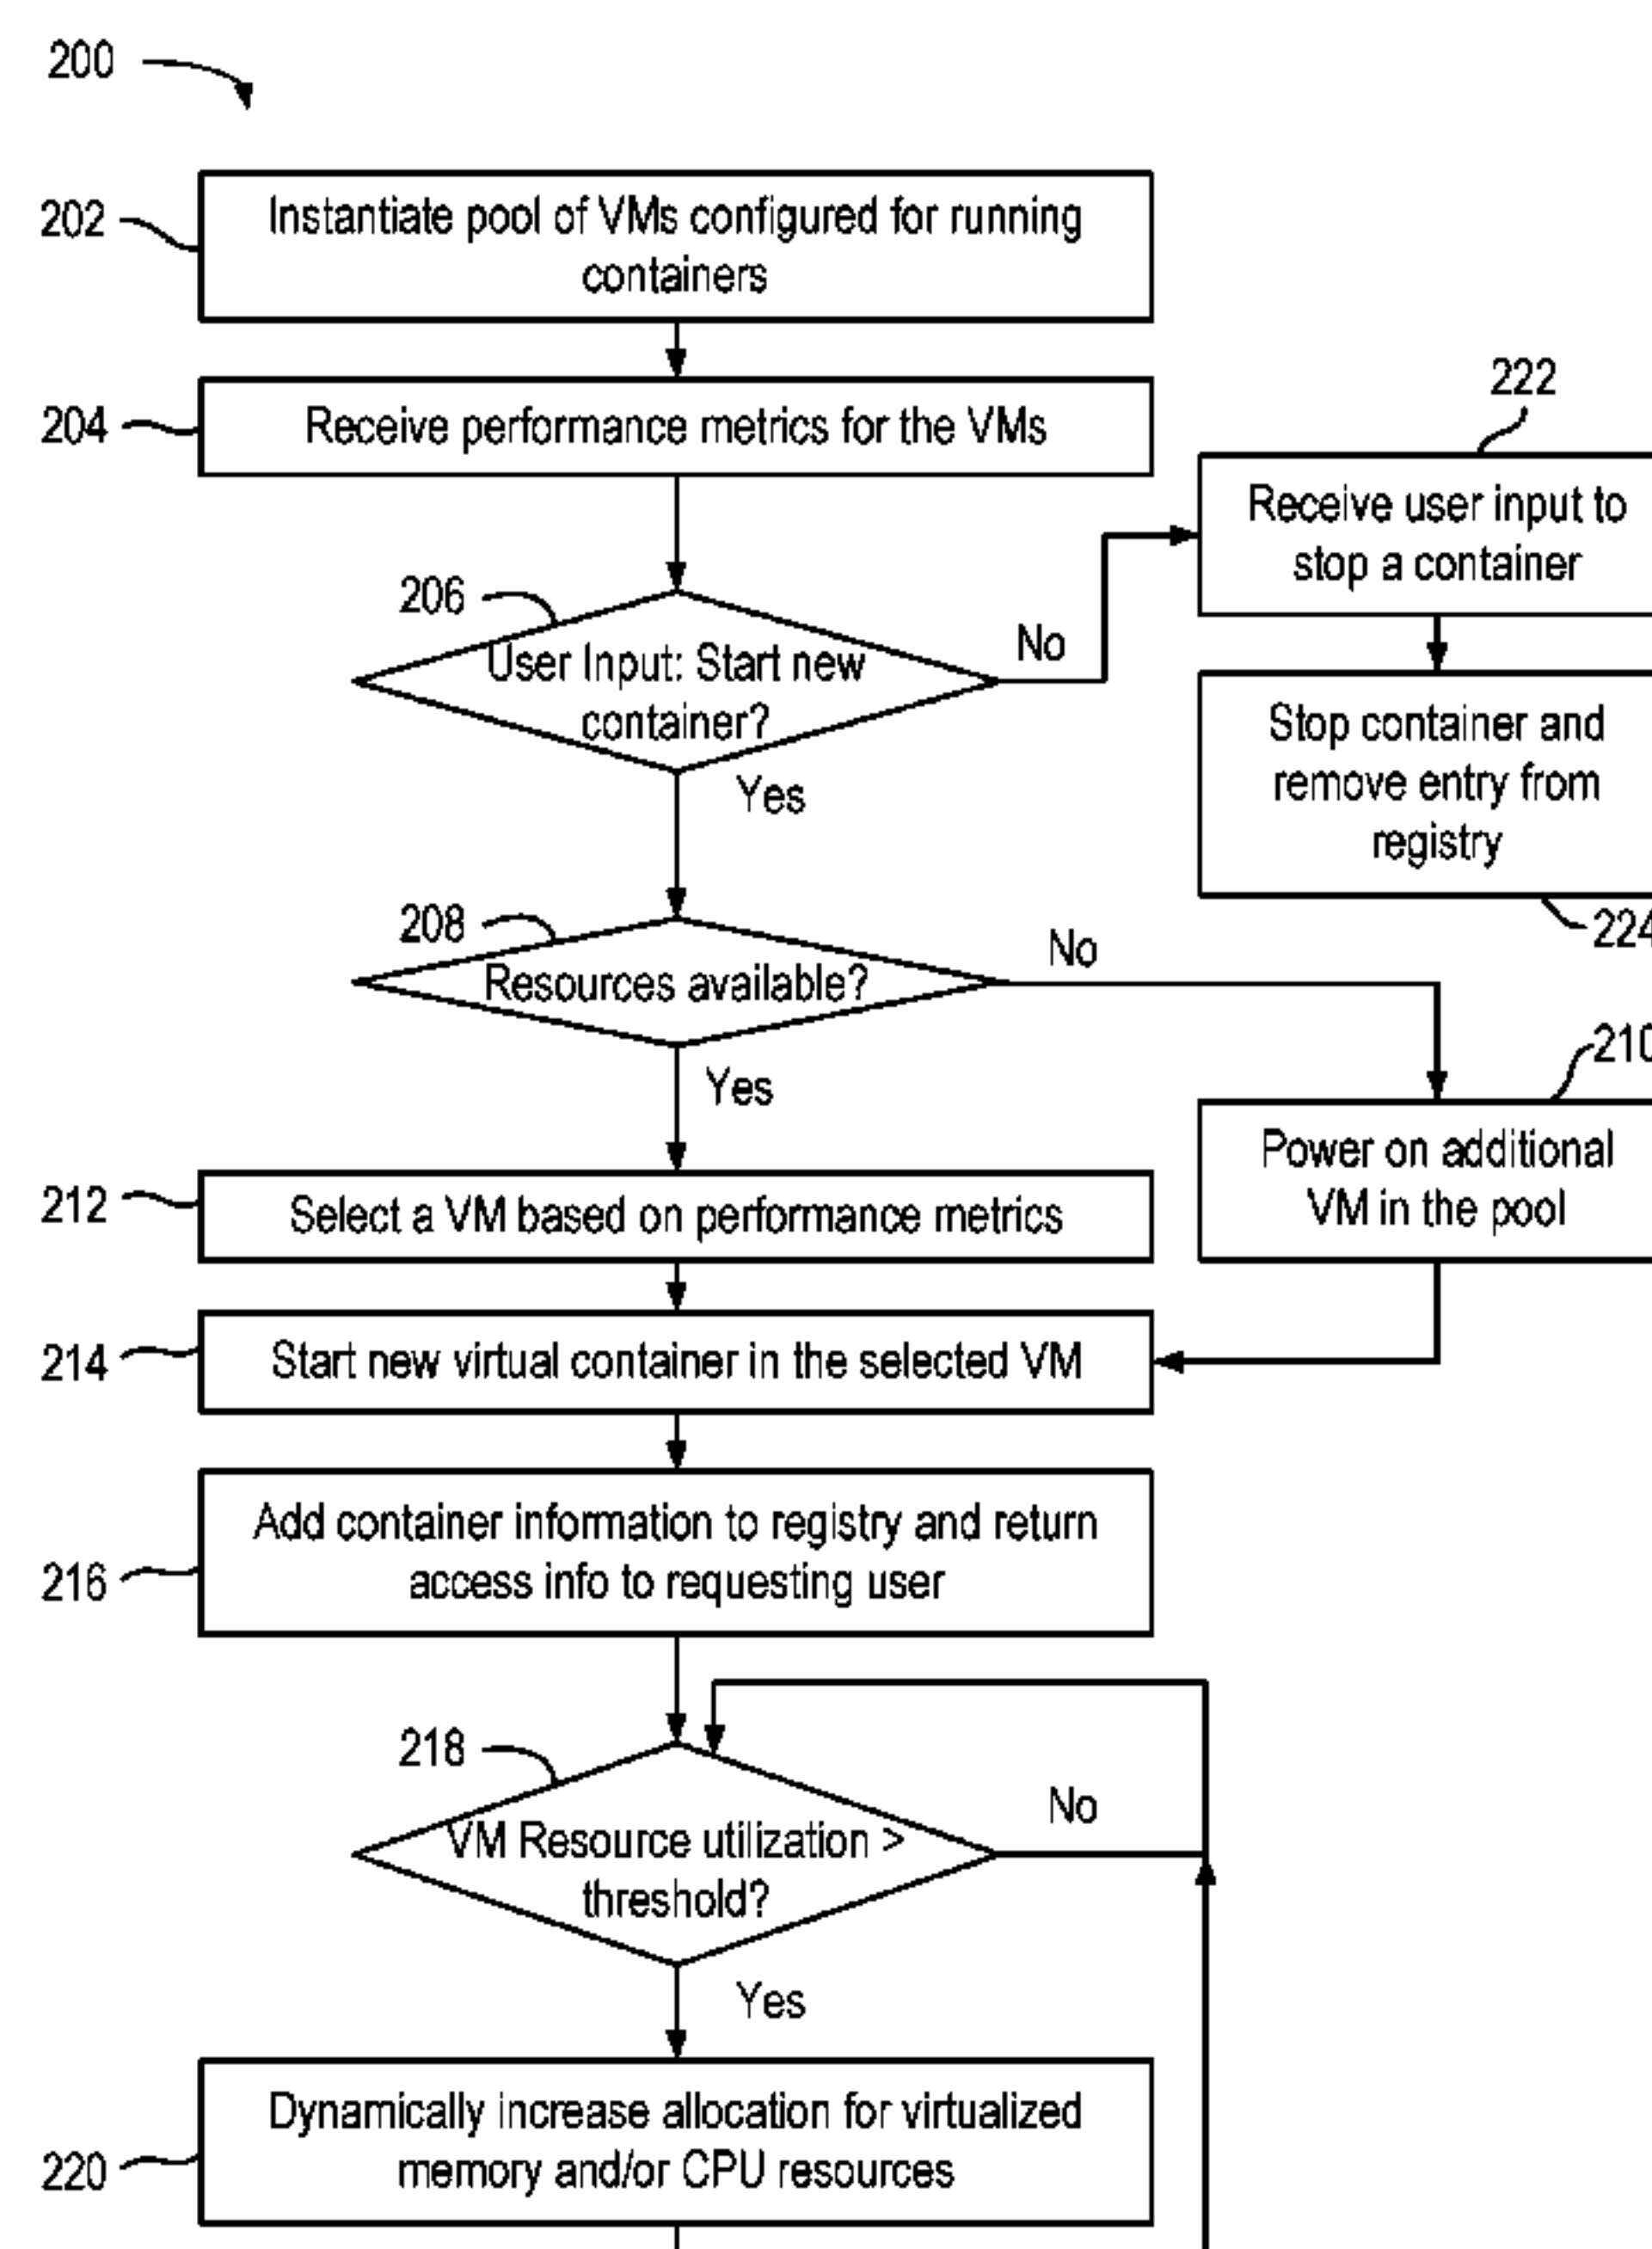 200
202
Instantiate pool of VMs configured for running
containers
204
Receive performance metrics for the VMs
222
Receive user input to
stop a container
206
User Input: Start new
container?
No
Yes
Stop container and
remove entry from
registry
224
208
Resources available?
No
Yes
210
Power on additional
VM in the pool
212
Select a VM based on performance metrics
214
Start new virtual container in the selected VM
216
Add container information to registry and return
access info to requesting user
218
VM Resource utilization >
threshold?
No
Yes
220
Dynamically increase allocation for virtualized
memory and/or CPU resources